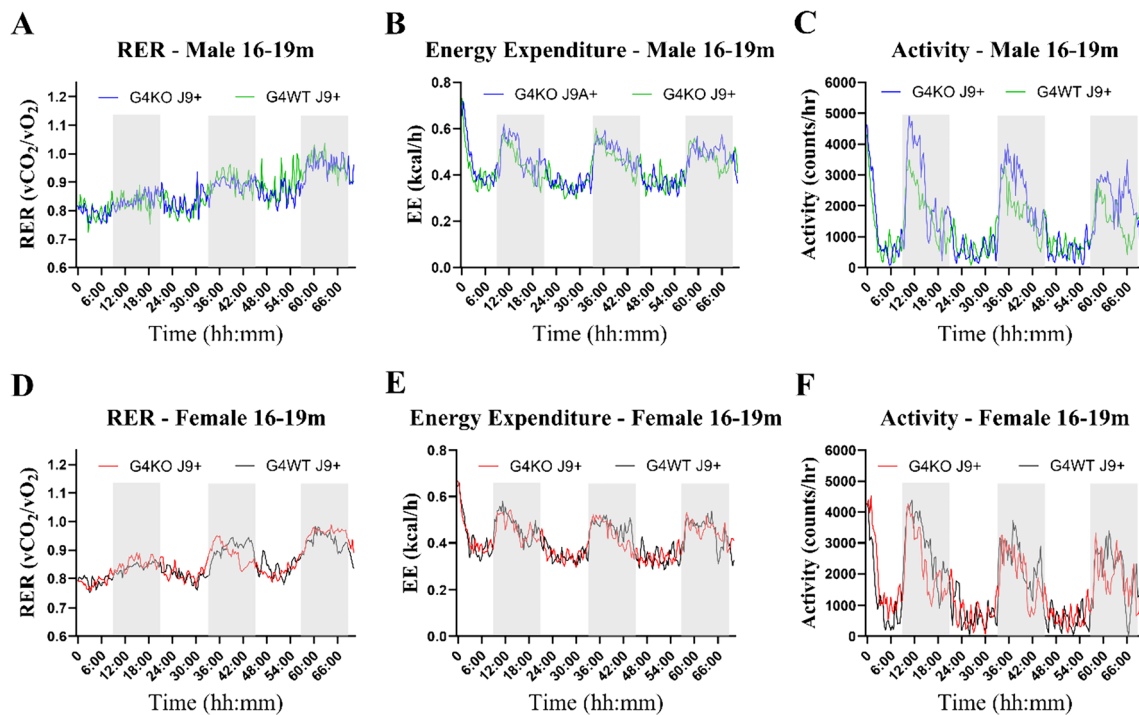 A
RER - Male 16-19m
G4KO J9+ G4WT J9+
RER (vCO2/vO2)
1.2
1.1
1.0
0.9
0.8
0.7
0.6
0 6:00 12:00 18:00 24:00 30:00 36:00 42:00 48:00 54:00 60:00 66:00
Time (hh:mm)
B
Energy Expenditure - Male 16-19m
G4KO J9A+ G4KO J9+
EE (kcal/h)
0.8
0.6
0.4
0.2
0.0
0 6:00 12:00 18:00 24:00 30:00 36:00 42:00 48:00 54:00 60:00 66:00
Time (hh:mm)
C
Activity - Male 16-19m
G4KO J9+ G4WT J9+
Activity (counts/hr)
6000
5000
4000
3000
2000
1000
0
0 6:00 12:00 18:00 24:00 30:00 36:00 42:00 48:00 54:00 60:00 66:00
Time (hh:mm)
D
RER - Female 16-19m
G4KO J9+ G4WT J9+
RER (vCO2/vO2)
1.2
1.1
1.0
0.9
0.8
0.7
0.6
0 6:00 12:00 18:00 24:00 30:00 36:00 42:00 48:00 54:00 60:00 66:00
Time (hh:mm)
E
Energy Expenditure - Female 16-19m
G4KO J9+ G4WT J9+
EE (kcal/h)
0.8
0.6
0.4
0.2
0.0
0 6:00 12:00 18:00 24:00 30:00 36:00 42:00 48:00 54:00 60:00 66:00
Time (hh:mm)
F
Activity - Female 16-19m
G4KO J9+ G4WT J9+
Activity (counts/hr)
6000
5000
4000
3000
2000
1000
0
0 6:00 12:00 18:00 24:00 30:00 36:00 42:00 48:00 54:00 60:00 66:00
Time (hh:mm)